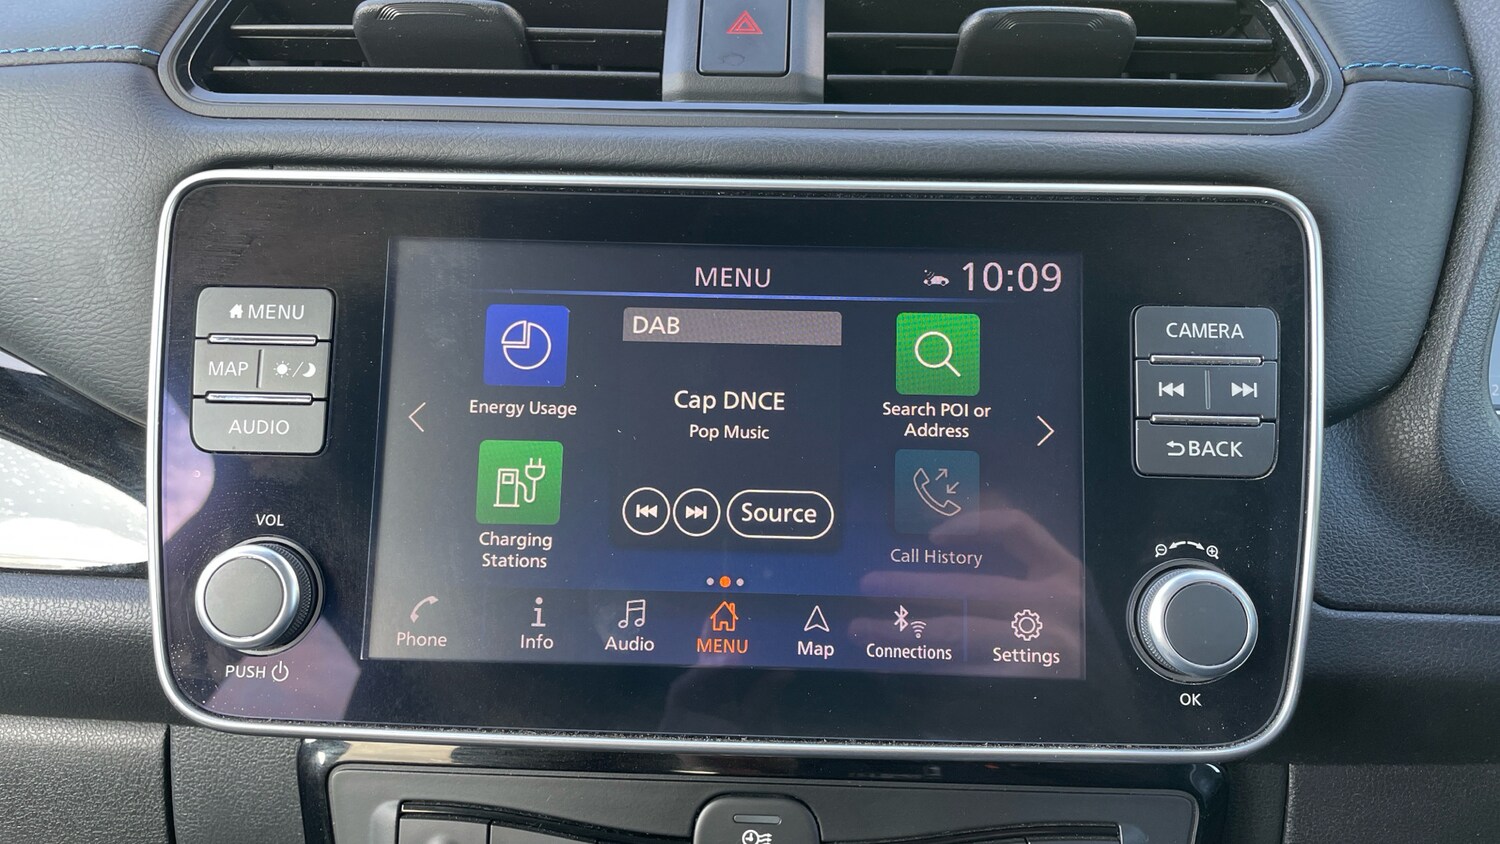 MENU
10:09
MENU
MAP
AUDIO
VOL
PUSH
DAB
Cap DNCE
Pop Music
Source
Energy Usage
Charging
Stations
Search POI or
Address
Call History
Phone
Info
Audio
MENU
Map
Connections
Settings
CAMERA
BACK
OK